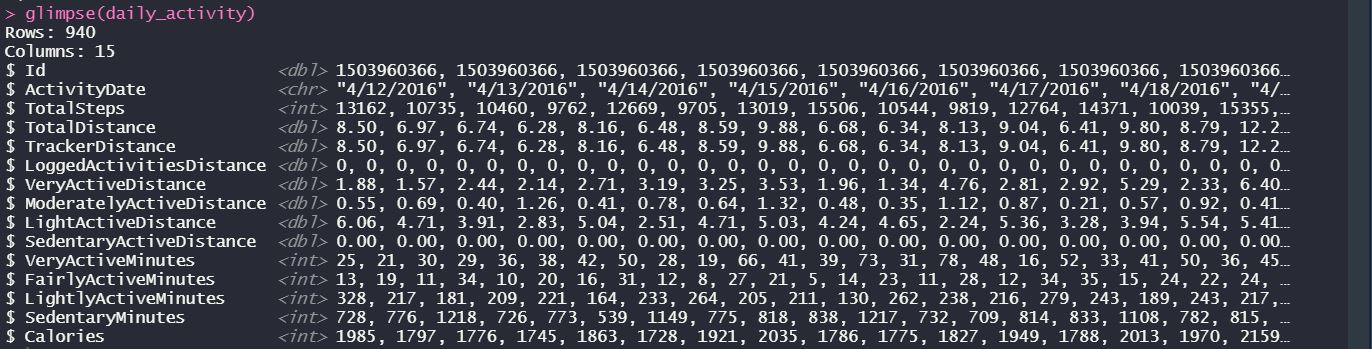 > glimpse(daily_activity)
Rows: 940
Columns: 15
$ Id <dbl> 1503960366, 1503960366, 1503960366, 1503960366, 1503960366, 1503960366, 1503960366, 1503960366…
$ ActivityDate <chr> "4/12/2016", "4/13/2016", "4/14/2016", "4/15/2016", "4/16/2016", "4/17/2016", "4/18/2016", "4/…
$ TotalSteps <int> 13162, 10735, 10460, 9762, 12669, 9705, 13019, 15506, 10544, 9819, 12764, 14371, 10039, 15355,…
$ TotalDistance <dbl> 8.50, 6.97, 6.74, 6.28, 8.16, 6.48, 8.59, 9.88, 6.68, 6.34, 8.13, 9.04, 6.41, 9.80, 8.79, 12.2…
$ TrackerDistance <dbl> 8.50, 6.97, 6.74, 6.28, 8.16, 6.48, 8.59, 9.88, 6.68, 6.34, 8.13, 9.04, 6.41, 9.80, 8.79, 12.2…
$ LoggedActivitiesDistance <dbl> 0, 0, 0, 0, 0, 0, 0, 0, 0, 0, 0, 0, 0, 0, 0, 0, 0, 0, 0, 0, 0, 0, 0, 0, 0, 0, 0, 0, 0, 0, 0, 0…
$ VeryActiveDistance <dbl> 1.88, 1.57, 2.44, 2.14, 2.71, 3.19, 3.25, 3.53, 1.96, 1.34, 4.76, 2.81, 2.92, 5.29, 2.33, 6.40…
$ ModeratelyActiveDistance <dbl> 0.55, 0.69, 0.40, 1.26, 0.41, 0.78, 0.64, 1.32, 0.48, 0.35, 1.12, 0.87, 0.21, 0.57, 0.92, 0.41…
$ LightActiveDistance <dbl> 6.06, 4.71, 3.91, 2.83, 5.04, 2.51, 4.71, 5.03, 4.24, 4.65, 2.24, 5.36, 3.28, 3.94, 5.54, 5.41…
$ SedentaryActiveDistance <dbl> 0.00, 0.00, 0.00, 0.00, 0.00, 0.00, 0.00, 0.00, 0.00, 0.00, 0.00, 0.00, 0.00, 0.00, 0.00, 0.00…
$ VeryActiveMinutes <int> 25, 21, 30, 29, 36, 38, 42, 50, 28, 19, 66, 41, 39, 73, 31, 78, 48, 16, 52, 33, 41, 50, 36, 45…
$ FairlyActiveMinutes <int> 13, 19, 11, 34, 10, 20, 16, 31, 12, 8, 27, 21, 5, 14, 23, 11, 28, 12, 34, 35, 15, 24, 22, 24, …
$ LightlyActiveMinutes <int> 328, 217, 181, 209, 221, 164, 233, 264, 205, 211, 130, 262, 238, 216, 279, 243, 189, 243, 217,…
$ SedentaryMinutes <int> 728, 776, 1218, 726, 773, 539, 1149, 775, 818, 838, 1217, 732, 709, 814, 833, 1108, 782, 815, …
$ Calories <int> 1985, 1797, 1776, 1745, 1863, 1728, 1921, 2035, 1786, 1775, 1827, 1949, 1788, 2013, 1970, 2159…